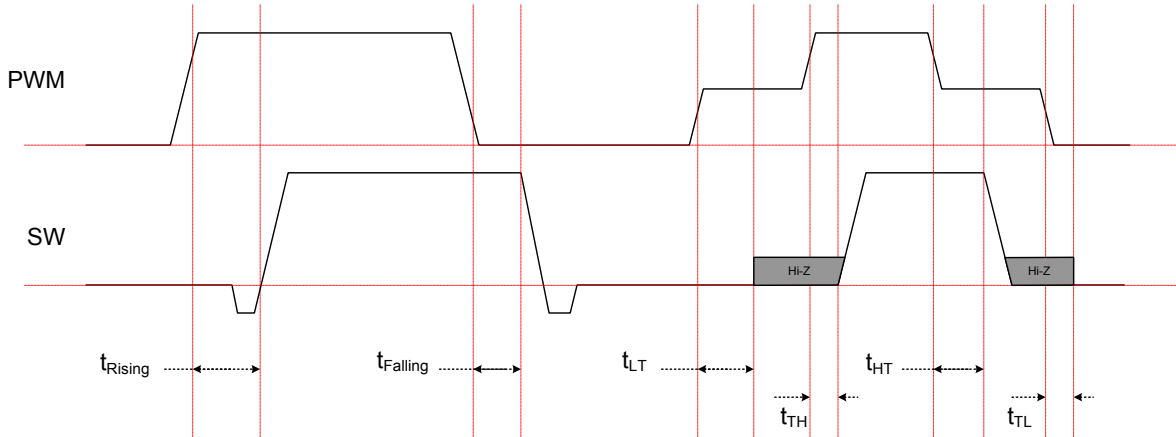 PWM
SW
Hi-Z
Hi-Z
tRising
tFalling
tLT
tHT
tTH
tTL